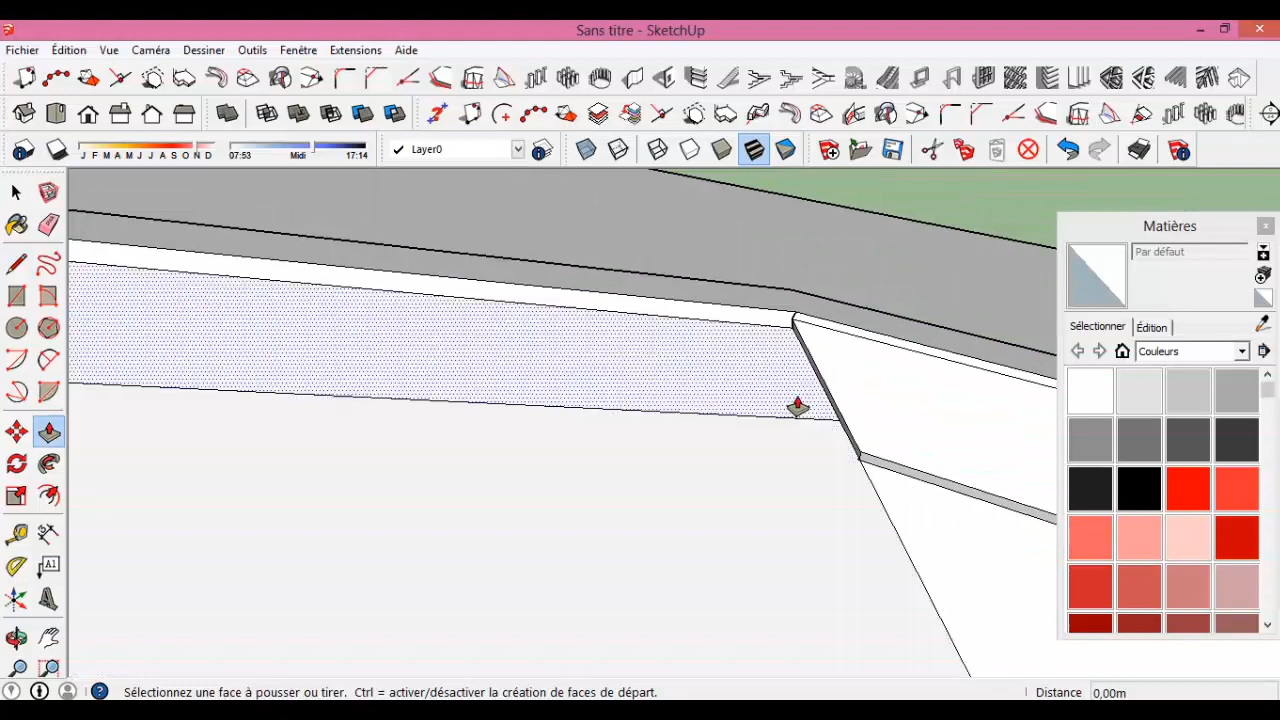 Sans titre - SketchUp
Fichier Édition Vue Caméra Dessiner Outils Fenêtre Extensions Aide
J F M A M J J A S O N D 07:53 Midi 17:14 Layer0
Matières
Par défaut
Sélectionner Édition
Couleurs
A1
Sélectionnez une face à pousser ou tirer. Ctrl = activer/désactiver la création de faces de départ. Distance 0,00m